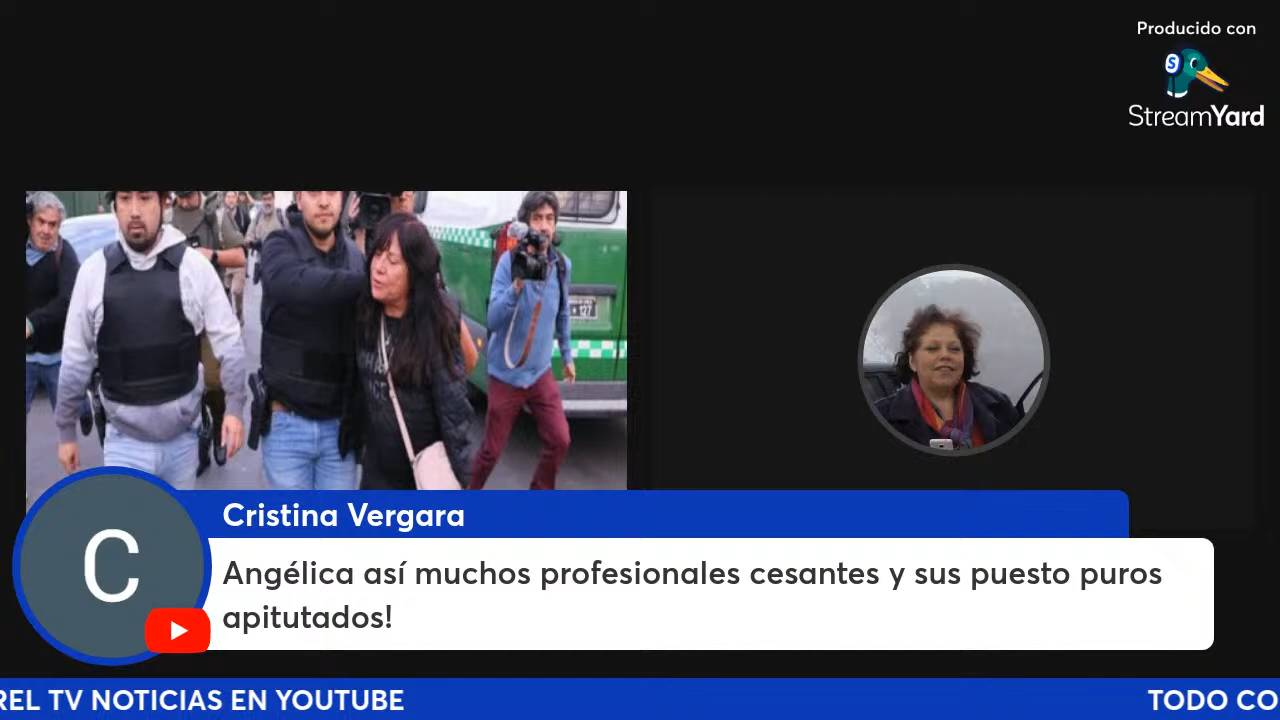 Producido con
S
StreamYard
127
C
Cristina Vergara
Angélica así muchos profesionales cesantes y sus puesto puros
apitutados!
REL TV NOTICIAS EN YOUTUBE
TODO CO